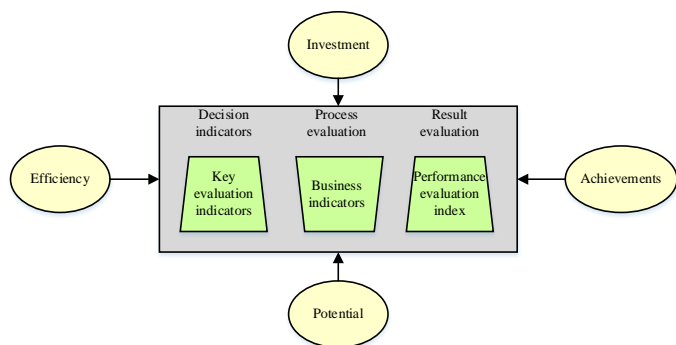 Investment
Decision
indicators
Process
evaluation
Result
evaluation
Efficiency
Key
evaluation
indicators
Business
indicators
Performance
evaluation
index
Achievements
Potential